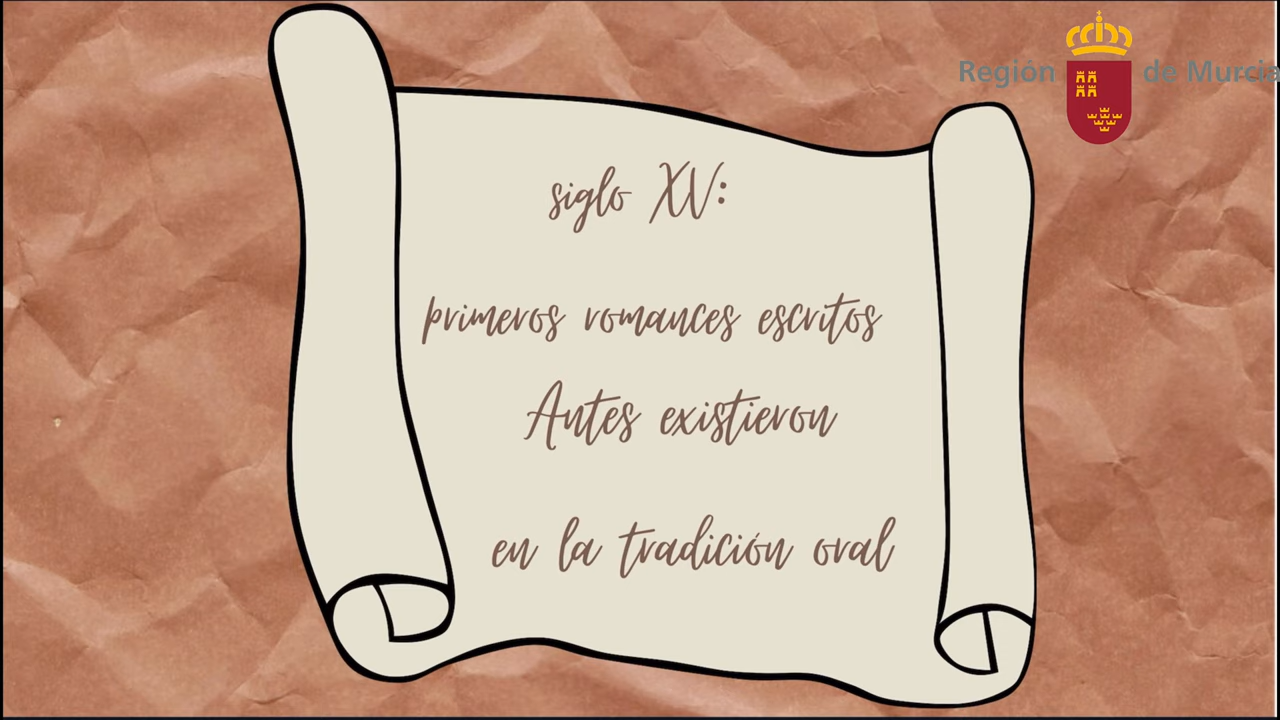 Región de Murcia
siglo XV:
primeros romances escritos
Antes existieron
en la tradición oral